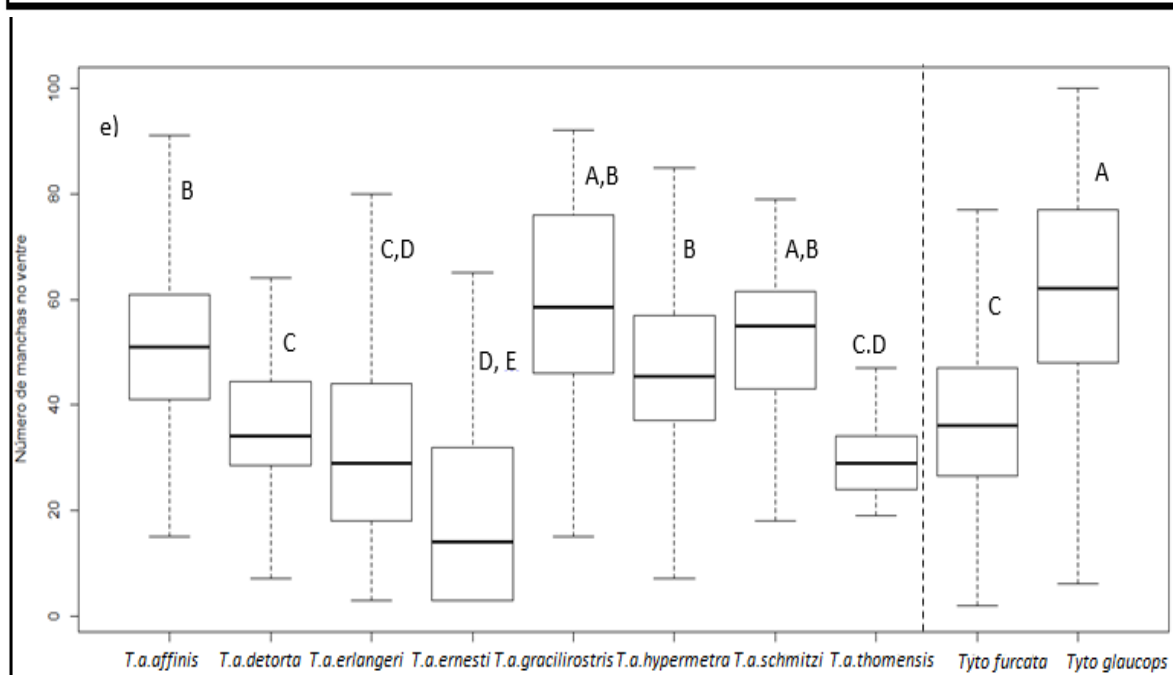 e)
Número de manchas no ventre
100
80
60
40
20
0
B
C
C,D
D, E
A,B
B
A,B
C.D
C
A
T.a.affinis T.a.detorta T.a.erlangeri T.a.ernesti T.a.gracilirostris T.a.hypermetra T.a.schmitzi T.a.thomensis Tyto furcata Tyto glaucops